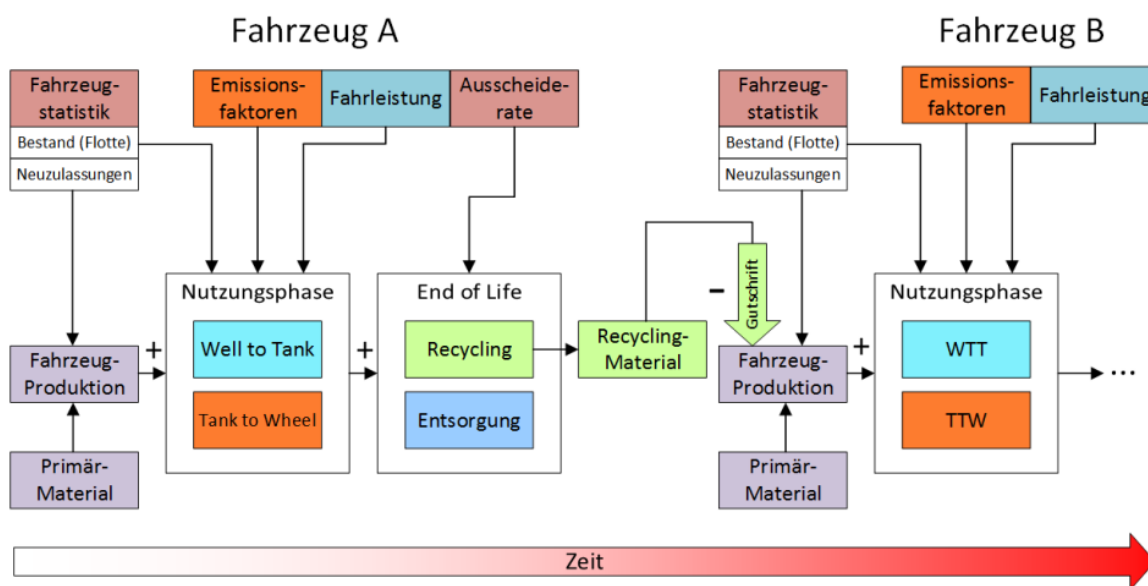 Fahrzeug A
Fahrzeug B
Fahrzeug-
statistik
Bestand (Flotte)
Neuzulassungen
Emissions-
faktoren
Fahrleistung
Ausscheide-
rate
Fahrzeug-
statistik
Bestand (Flotte)
Neuzulassungen
Emissions-
faktoren
Fahrleistung
Nutzungsphase
Well to Tank
Tank to Wheel
End of Life
Recycling
Entsorgung
Recycling-
Material
Gutschrift
Nutzungsphase
WTT
TTW
Fahrzeug-
Produktion
+
+
−
Fahrzeug-
Produktion
+
...
Primär-
Material
Primär-
Material
Zeit